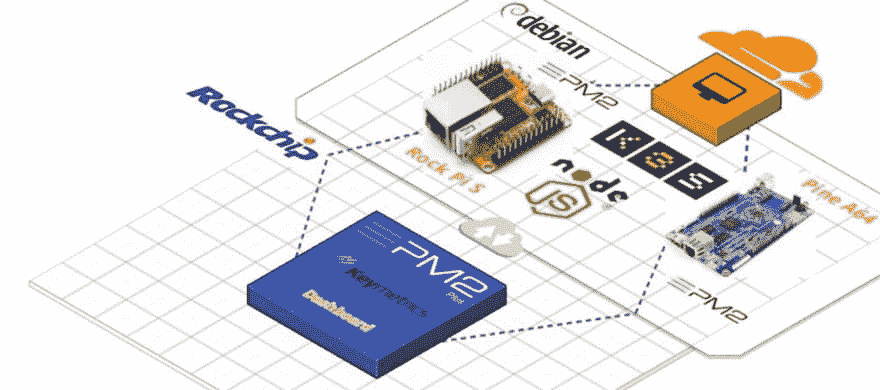 debian
PM2
Rockchip
Rock Pi S
K3S
node
JS
Pine A64
PM2
PM2
Plus
Keymetrics
Dashboard